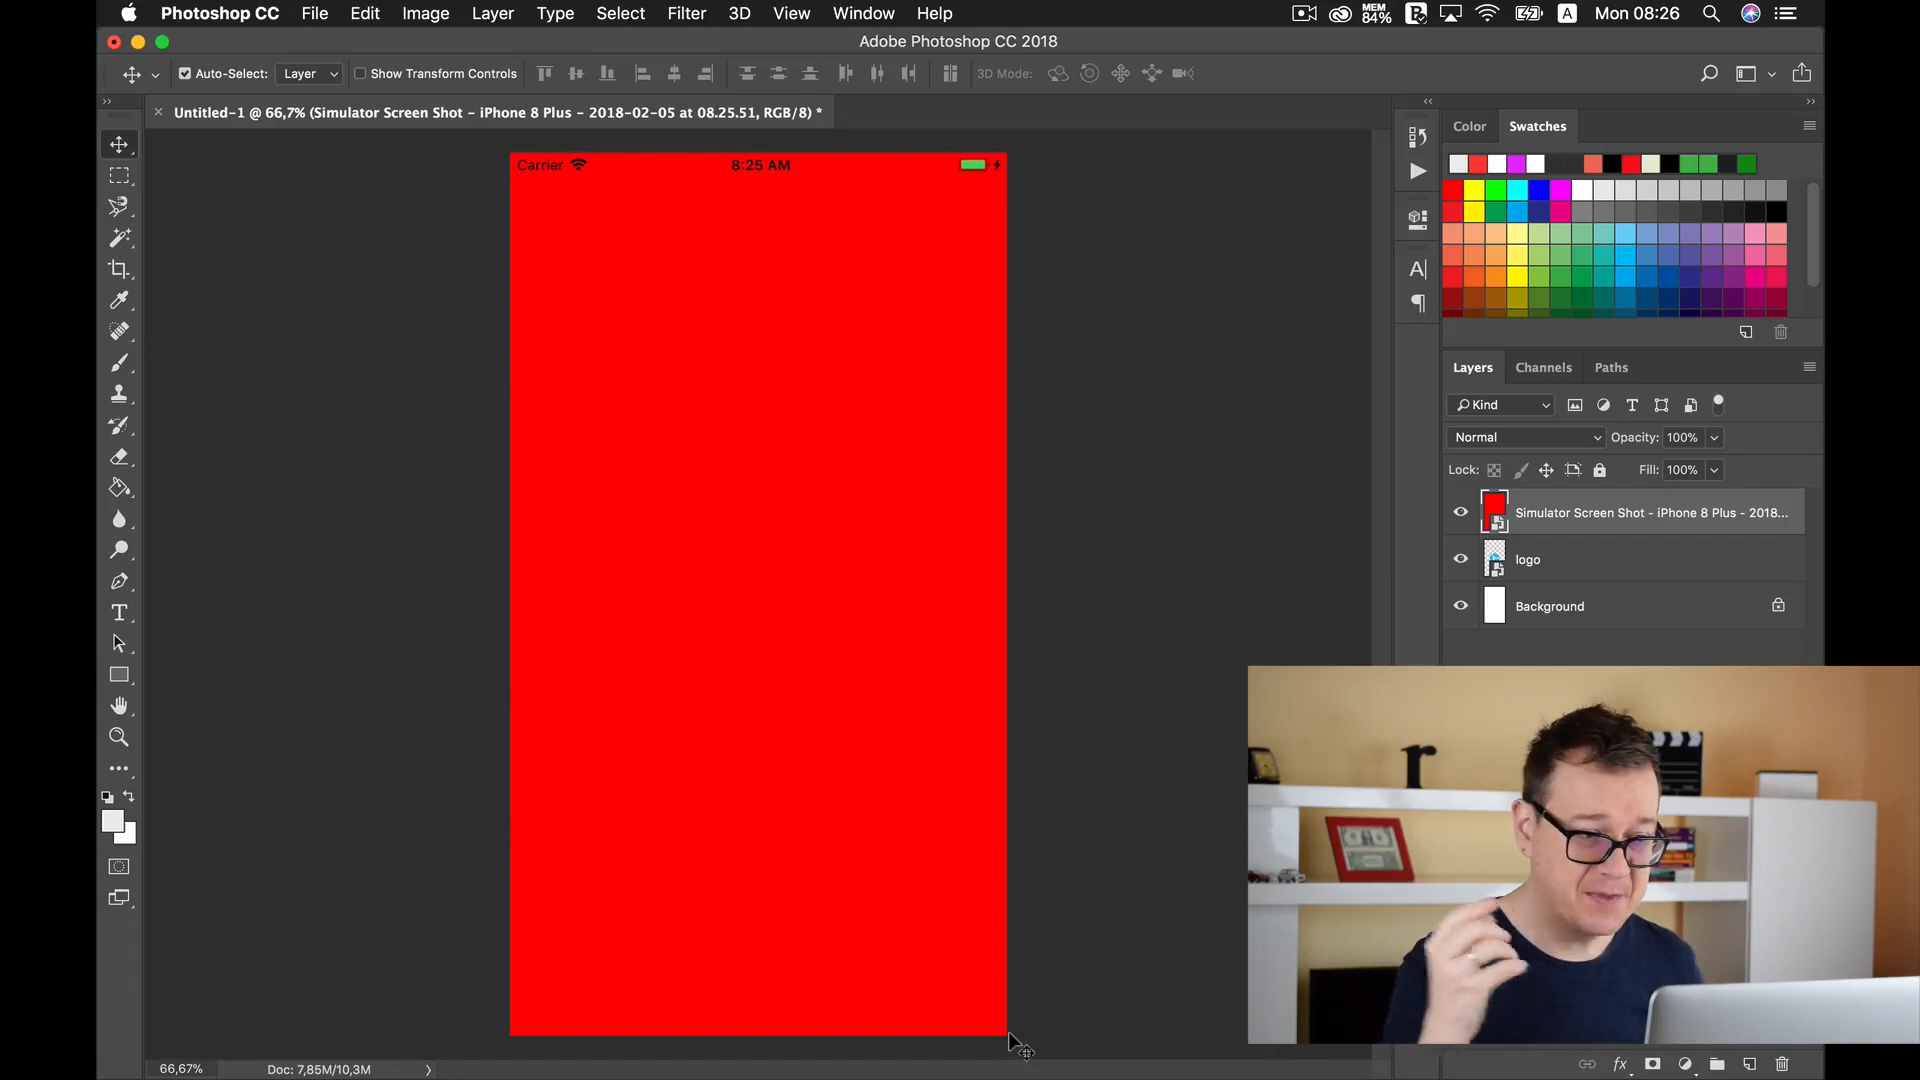 Photoshop CC File Edit Image Layer Type Select Filter 3D View Window Help MEM 84% A Mon 08:26
Adobe Photoshop CC 2018
Auto-Select: Layer Show Transform Controls 3D Mode:
Untitled-1 @ 66,7% (Simulator Screen Shot - iPhone 8 Plus - 2018-02-05 at 08.25.51, RGB/8) *
Color Swatches
Carrier 8:25 AM
Layers Channels Paths
Kind
Normal Opacity: 100%
Lock: Fill: 100%
Simulator Screen Shot - iPhone 8 Plus - 2018...
logo
Background
66,67% Doc: 7,85M/10,3M
fx